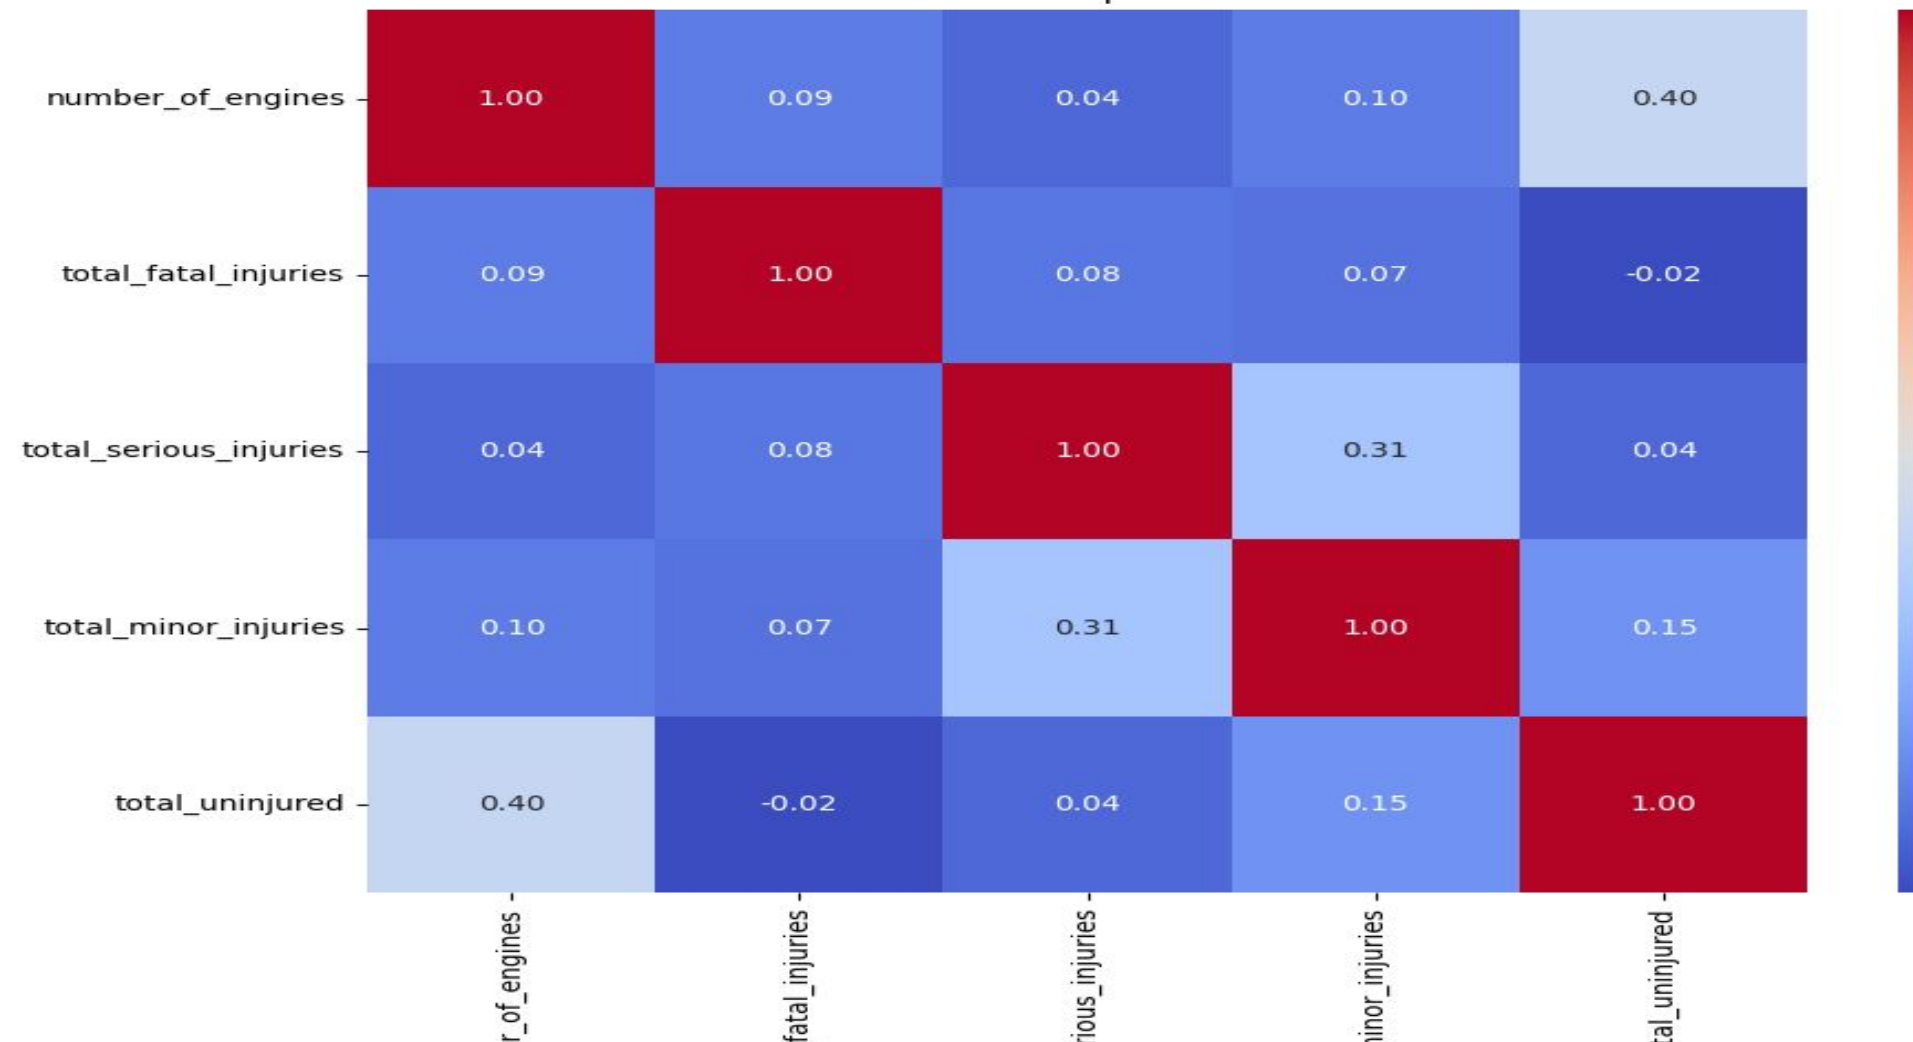 number_of_engines 1.00 0.09 0.04 0.10 0.40
total_fatal_injuries 0.09 1.00 0.08 0.07 -0.02
total_serious_injuries 0.04 0.08 1.00 0.31 0.04
total_minor_injuries 0.10 0.07 0.31 1.00 0.15
total_uninjured 0.40 -0.02 0.04 0.15 1.00
r_of_engines
fatal_injuries
rious_injuries
ninor_injuries
tal_uninjured